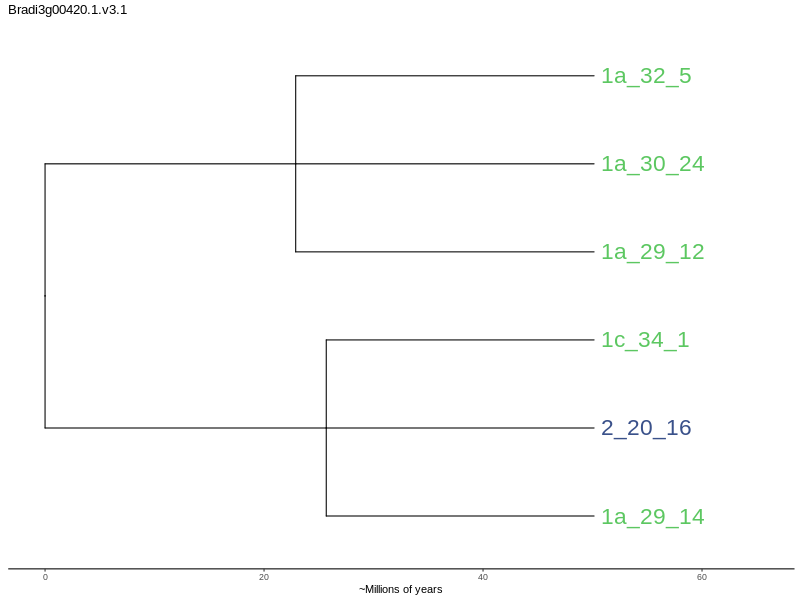 Bradi3g00420.1.v3.1
1a_32_5
1a_30_24
1a_29_12
1c_34_1
2_20_16
1a_29_14
0 20 40 60
~Millions of years